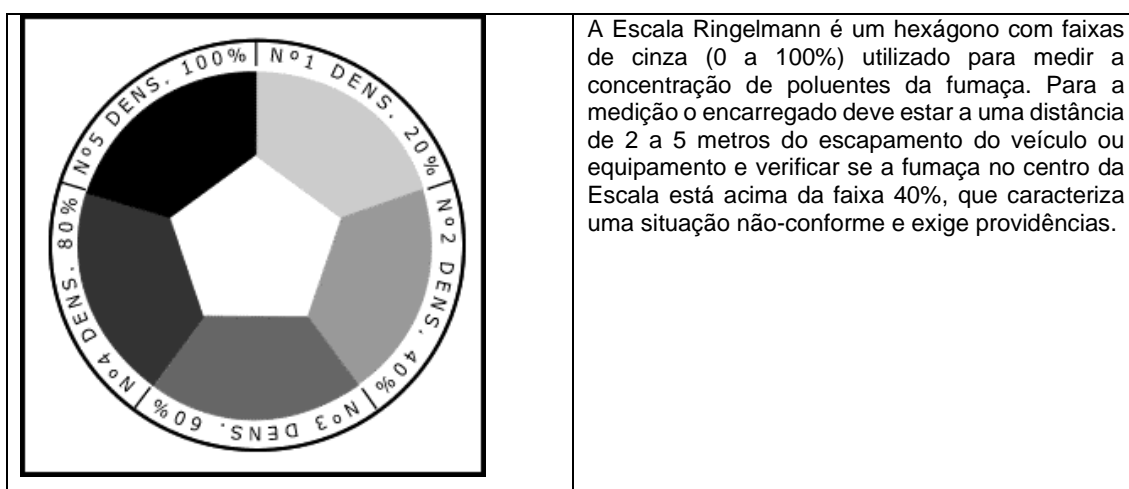 Nº1 DENS. 20%
Nº2 DENS. 40%
Nº3 DENS. 60%
Nº4 DENS. 80%
Nº5 DENS. 100%
A Escala Ringelmann é um hexágono com faixas
de cinza (0 a 100%) utilizado para medir a
concentração de poluentes da fumaça. Para a
medição o encarregado deve estar a uma distância
de 2 a 5 metros do escapamento do veículo ou
equipamento e verificar se a fumaça no centro da
Escala está acima da faixa 40%, que caracteriza
uma situação não-conforme e exige providências.